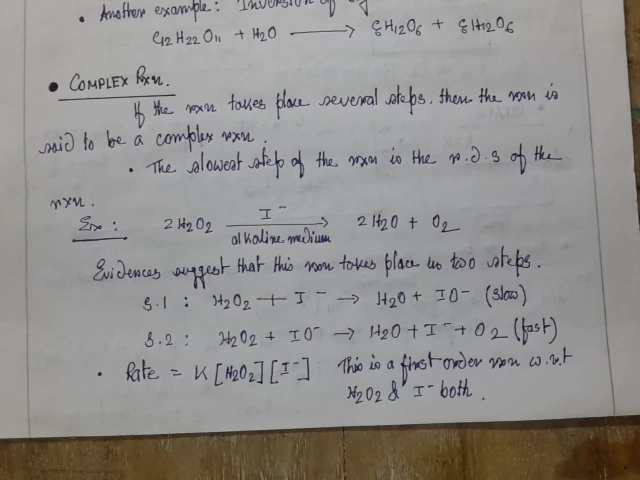 • Another example: Inversion of
C12H22O11 + H2O ⟶ C6H12O6 + C6H12O6
• COMPLEX RXN.
If the rxn takes place several steps, then the rxn is
said to be a complex rxn.
• The slowest step of the rxn is the r.d.s of the
rxn.
Ex: 2H2O2 ⟶ 2H2O + O2
I⁻
alkaline medium
Evidences suggest that this rxn takes place in two steps.
S.1 : H2O2 + I⁻ → H2O + IO⁻ (slow)
S.2 : H2O2 + IO⁻ → H2O + I⁻ + O2 (fast)
• Rate = K[H2O2][I⁻] This is a first order rxn w.r.t
H2O2 & I⁻ both.